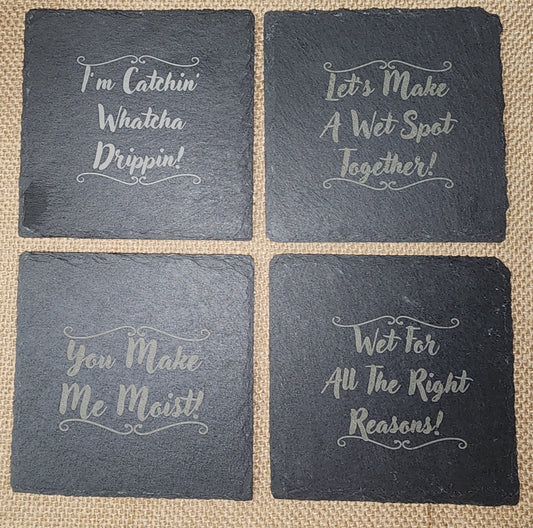 I'm Catchin'
Whatcha
Drippin!
Let's Make
A Wet Spot
Together!
You Make
Me Moist!
Wet For
All The Right
Reasons!